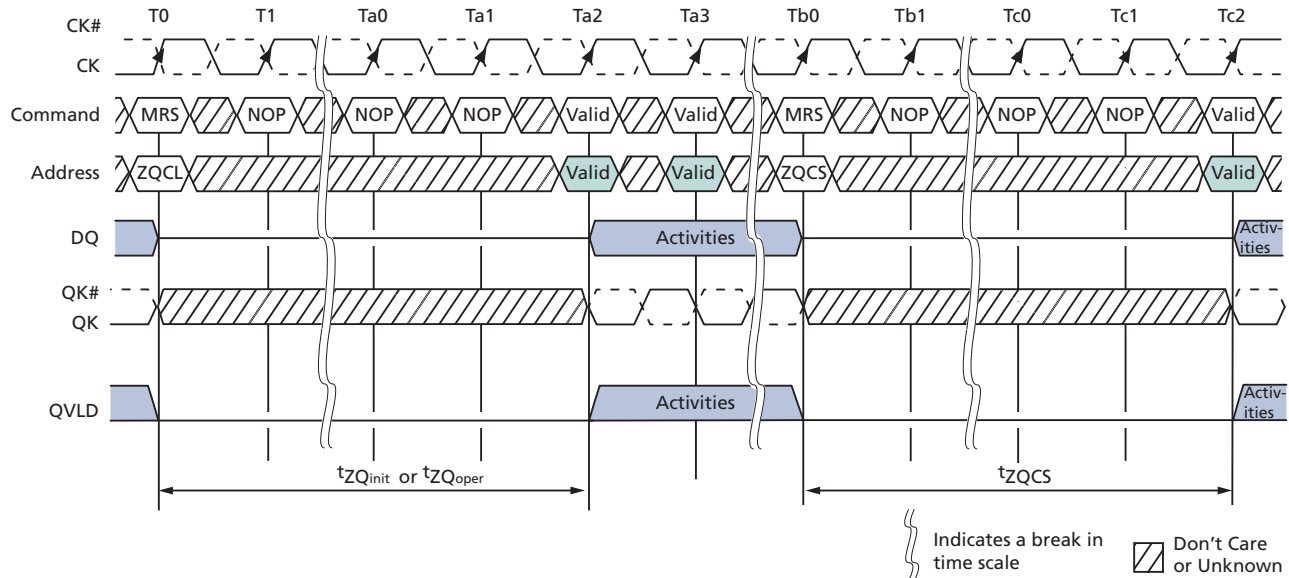 T0 T1 Ta0 Ta1 Ta2 Ta3 Tb0 Tb1 Tc0 Tc1 Tc2
CK#
CK
Command MRS NOP NOP NOP Valid Valid MRS NOP NOP NOP Valid
Address ZQCL Valid Valid ZQCS Valid
DQ Activities Activ-
ities
QK#
QK
QVLD Activities Activ-
ities
tZQinit or tZQoper tZQCS
Indicates a break in
time scale
Don't Care
or Unknown